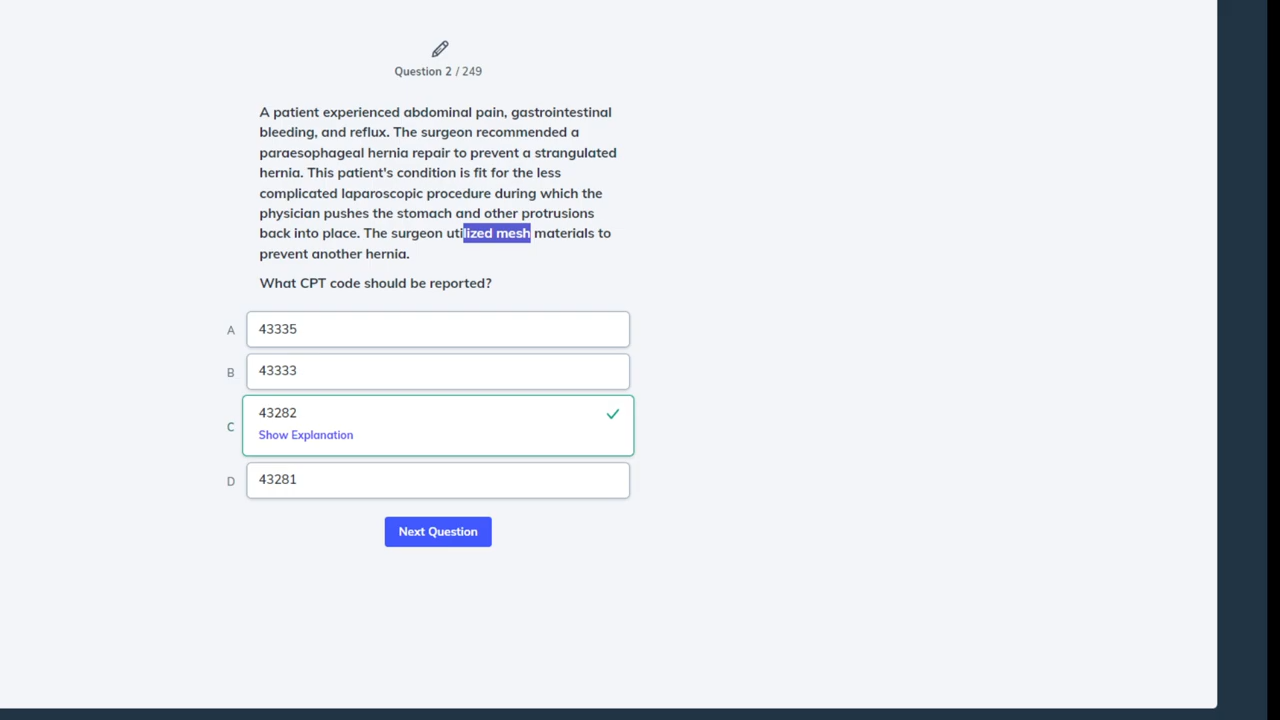 Question 2 / 249
A patient experienced abdominal pain, gastrointestinal
bleeding, and reflux. The surgeon recommended a
paraesophageal hernia repair to prevent a strangulated
hernia. This patient's condition is fit for the less
complicated laparoscopic procedure during which the
physician pushes the stomach and other protrusions
back into place. The surgeon utilized mesh materials to
prevent another hernia.
What CPT code should be reported?
A 43335
B 43333
43282
C
Show Explanation
D 43281
Next Question